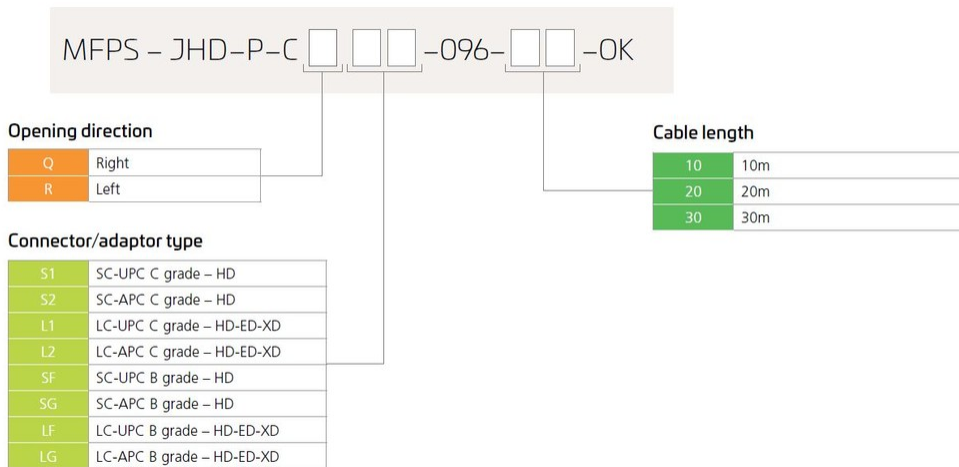 MFPS – JHD-P-C -096- -OK
Opening direction
Q Right
R Left
Cable length
10 10m
20 20m
30 30m
Connector/adaptor type
S1 SC-UPC C grade – HD
S2 SC-APC C grade – HD
L1 LC-UPC C grade – HD-ED-XD
L2 LC-APC C grade – HD-ED-XD
SF SC-UPC B grade – HD
SG SC-APC B grade – HD
LF LC-UPC B grade – HD-ED-XD
LG LC-APC B grade – HD-ED-XD